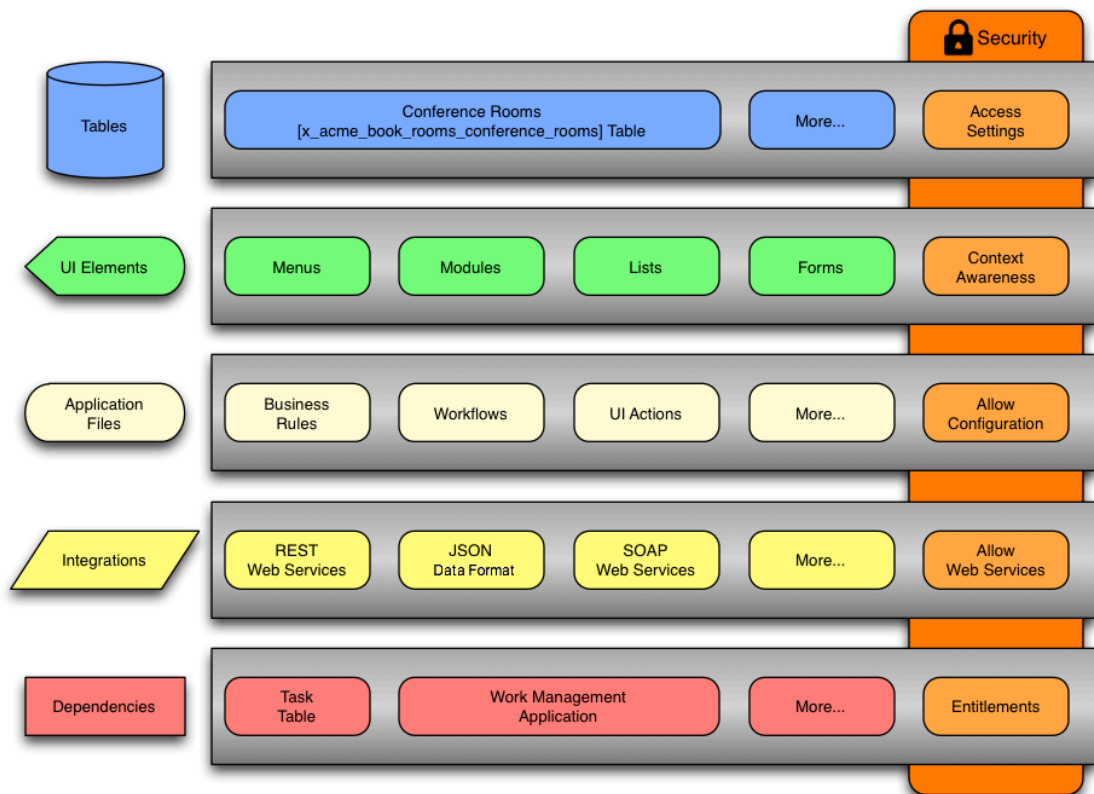 Security
Tables
Conference Rooms
[x_acme_book_rooms_conference_rooms] Table
More...
Access
Settings
UI Elements
Menus
Modules
Lists
Forms
Context
Awareness
Application
Files
Business
Rules
Workflows
UI Actions
More...
Allow
Configuration
Integrations
REST
Web Services
JSON
Data Format
SOAP
Web Services
More...
Allow
Web Services
Dependencies
Task
Table
Work Management
Application
More...
Entitlements